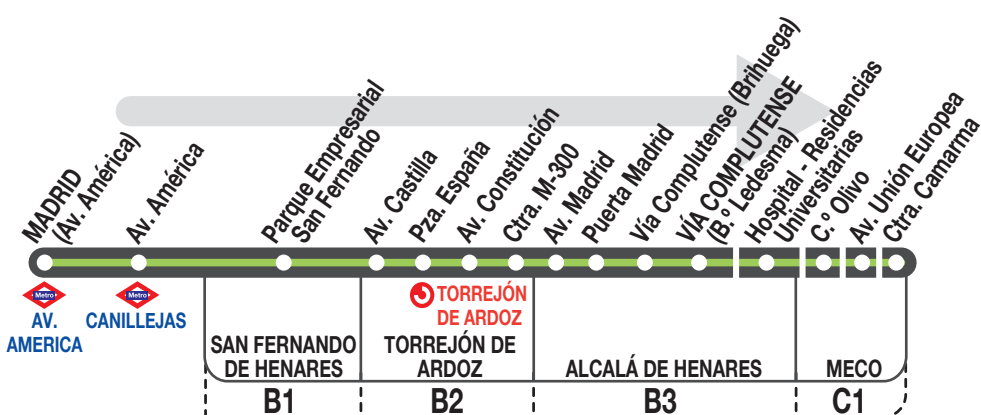 MADRID
(Av. América)
Av. América
Parque Empresarial
San Fernando
Av. Castilla
Pza. España
Av. Constitución
Ctra. M-300
Av. Madrid
Puerta Madrid
Vía Complutense (Brihuega)
VÍA COMPLUTENSE
(B.º Ledesma)
Hospital - Residencias
Universitarias
C.º Olivo
Av. Unión Europea
Ctra. Camarma
Metro
AV.
AMERICA
Metro
CANILLEJAS
TORREJÓN
DE ARDOZ
SAN FERNANDO
DE HENARES
TORREJÓN DE
ARDOZ
ALCALÁ DE HENARES
MECO
B1
B2
B3
C1